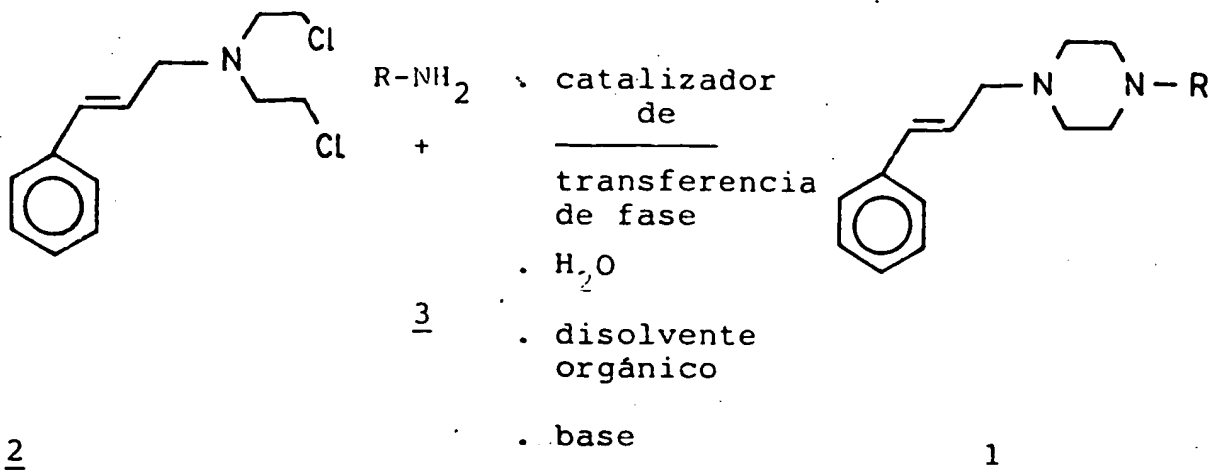 Cl
N
Cl
R-NH2
+
3
2
. catalizador
de
transferencia
de fase
. H2O
. disolvente
orgánico
. base
N
N-R
1